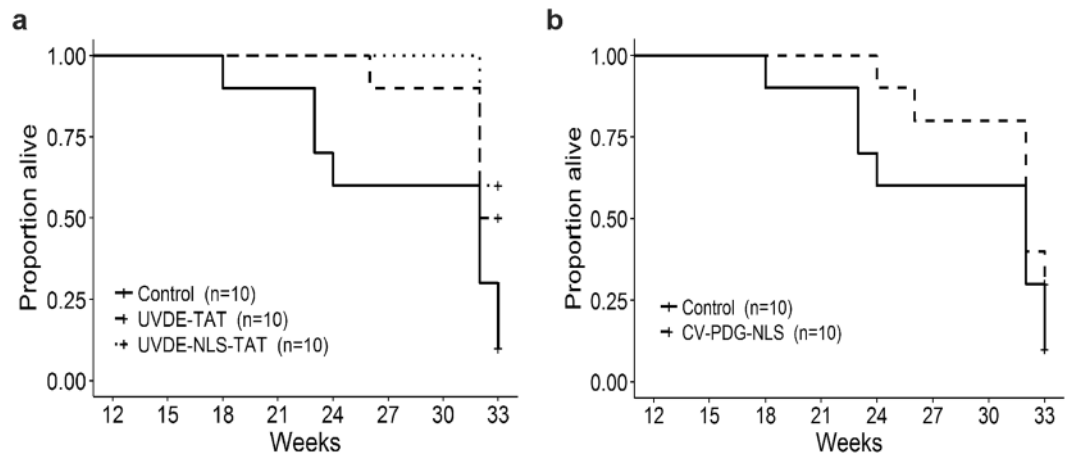 a
Proportion alive
1.00
0.75
0.50
0.25
0.00
Control (n=10)
UVDE-TAT (n=10)
UVDE-NLS-TAT (n=10)
12 15 18 21 24 27 30 33
Weeks
b
Proportion alive
1.00
0.75
0.50
0.25
0.00
Control (n=10)
CV-PDG-NLS (n=10)
12 15 18 21 24 27 30 33
Weeks